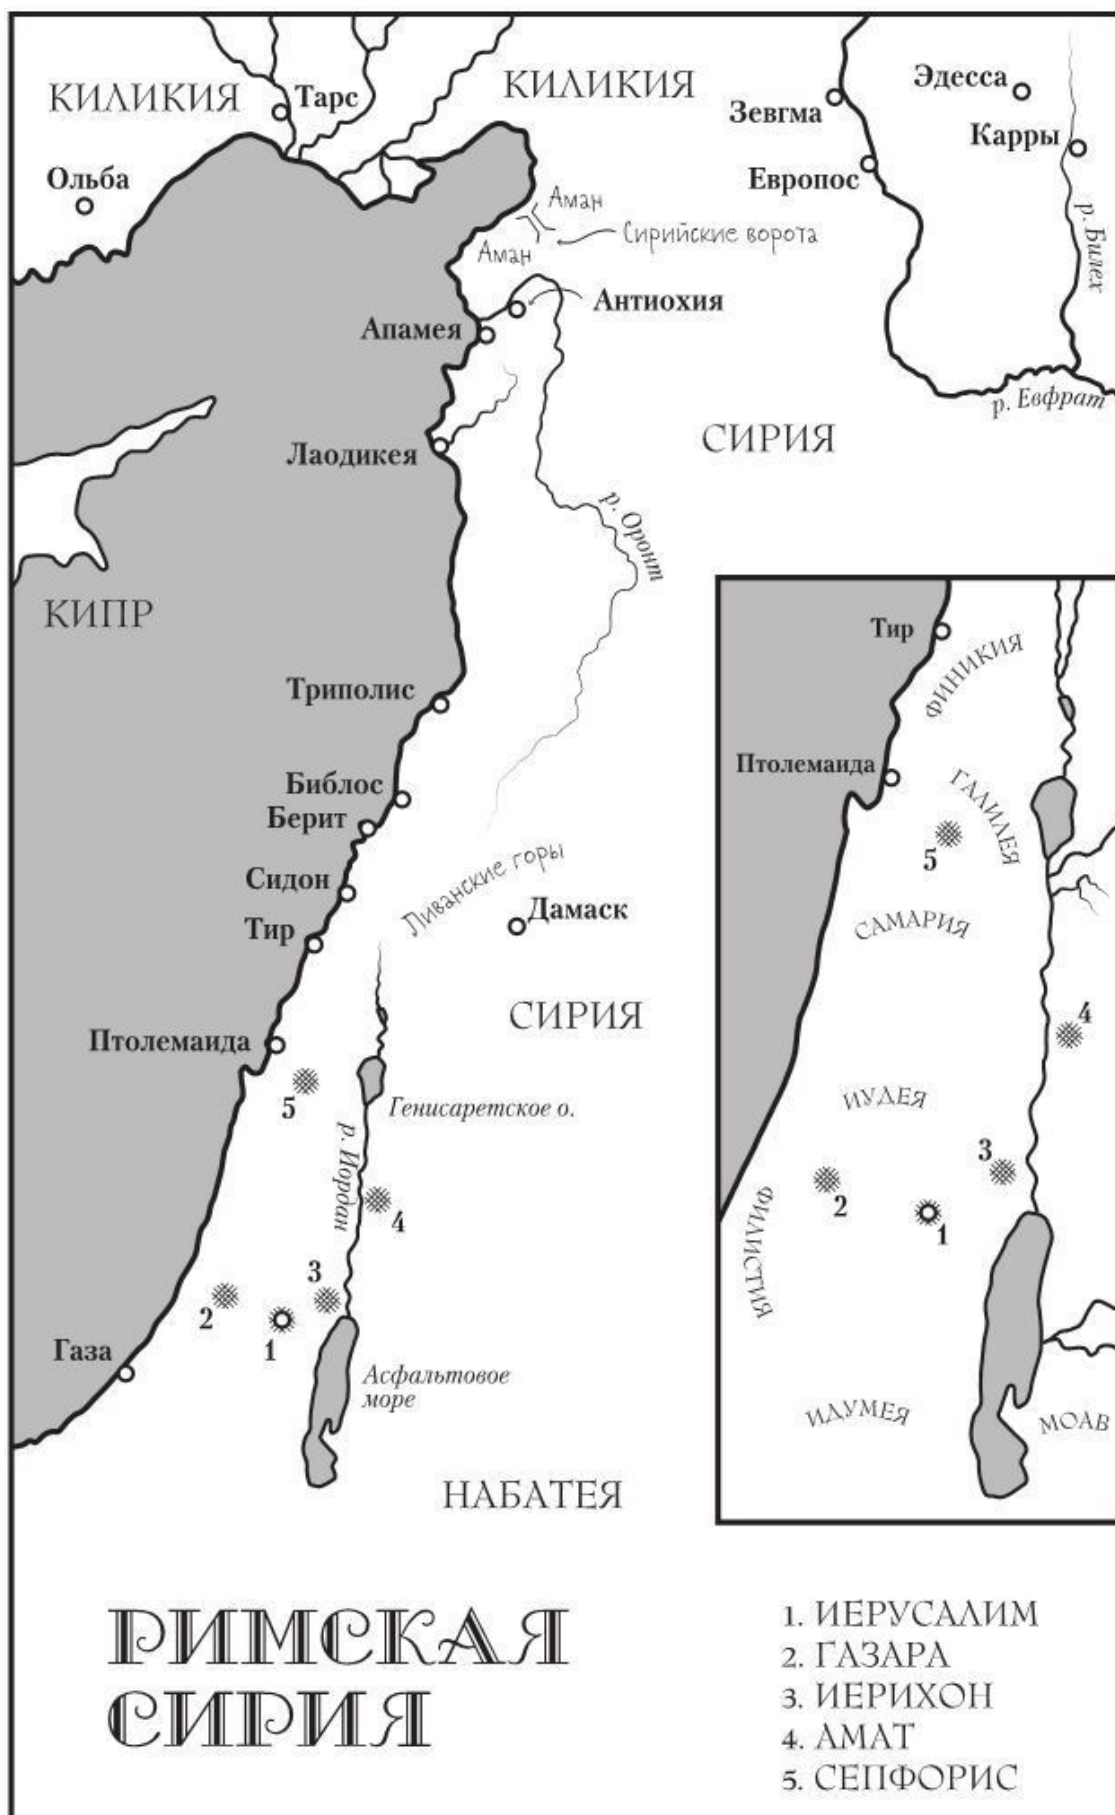 КИЛИКИЯ
Тарс
КИЛИКИЯ
Ольба
Эдесса
Зевгма
Карры
Европос
р. Билех
Аман
Аман
Сирийские ворота
Антиохия
Апамея
р. Евфрат
СИРИЯ
Лаодикея
р. Оронт
КИПР
Триполис
Библос
Берит
Ливанские горы
Сидон
Дамаск
Тир
СИРИЯ
Птолемаида
5
Генисаретское о.
р. Иордан
4
3
2
1
Газа
Асфальтовое
море
НАБАТЕЯ
Тир
ФИНИКИЯ
Птолемаида
ГАЛИЛЕЯ
5
САМАРИЯ
4
ИУДЕЯ
3
2
1
ФИЛИСТИЯ
ИДУМЕЯ
МОАВ
РИМСКАЯ
СИРИЯ
1. ИЕРУСАЛИМ
2. ГАЗАРА
3. ИЕРИХОН
4. АМАТ
5. СЕПФОРИС